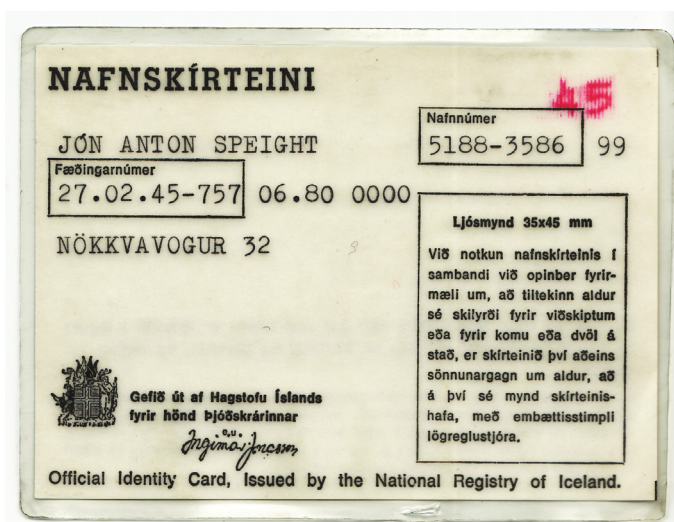 NAFNSKÍRTEINI
45
JÓN ANTON SPEIGHT
Nafnnúmer
5188-3586 99
Fæðingarnúmer
27.02.45-757 06.80 0000
NÖKKVAVOGUR 32
Ljósmynd 35x45 mm
Við notkun nafnskírteinis í
sambandi við opinber fyrir-
mæli um, að tiltekinn aldur
sé skilyrði fyrir viðskiptum
eða fyrir komu eða dvöl á
stað, er skírteinið því aðeins
sönnunargagn um aldur, að
á því sé mynd skírteinis-
hafa, með embættisstimpli
lögreglustjóra.
Gefið út af Hagstofu Íslands
fyrir hönd Þjóðskrárinnar
e.u.
Official Identity Card, Issued by the National Registry of Iceland.